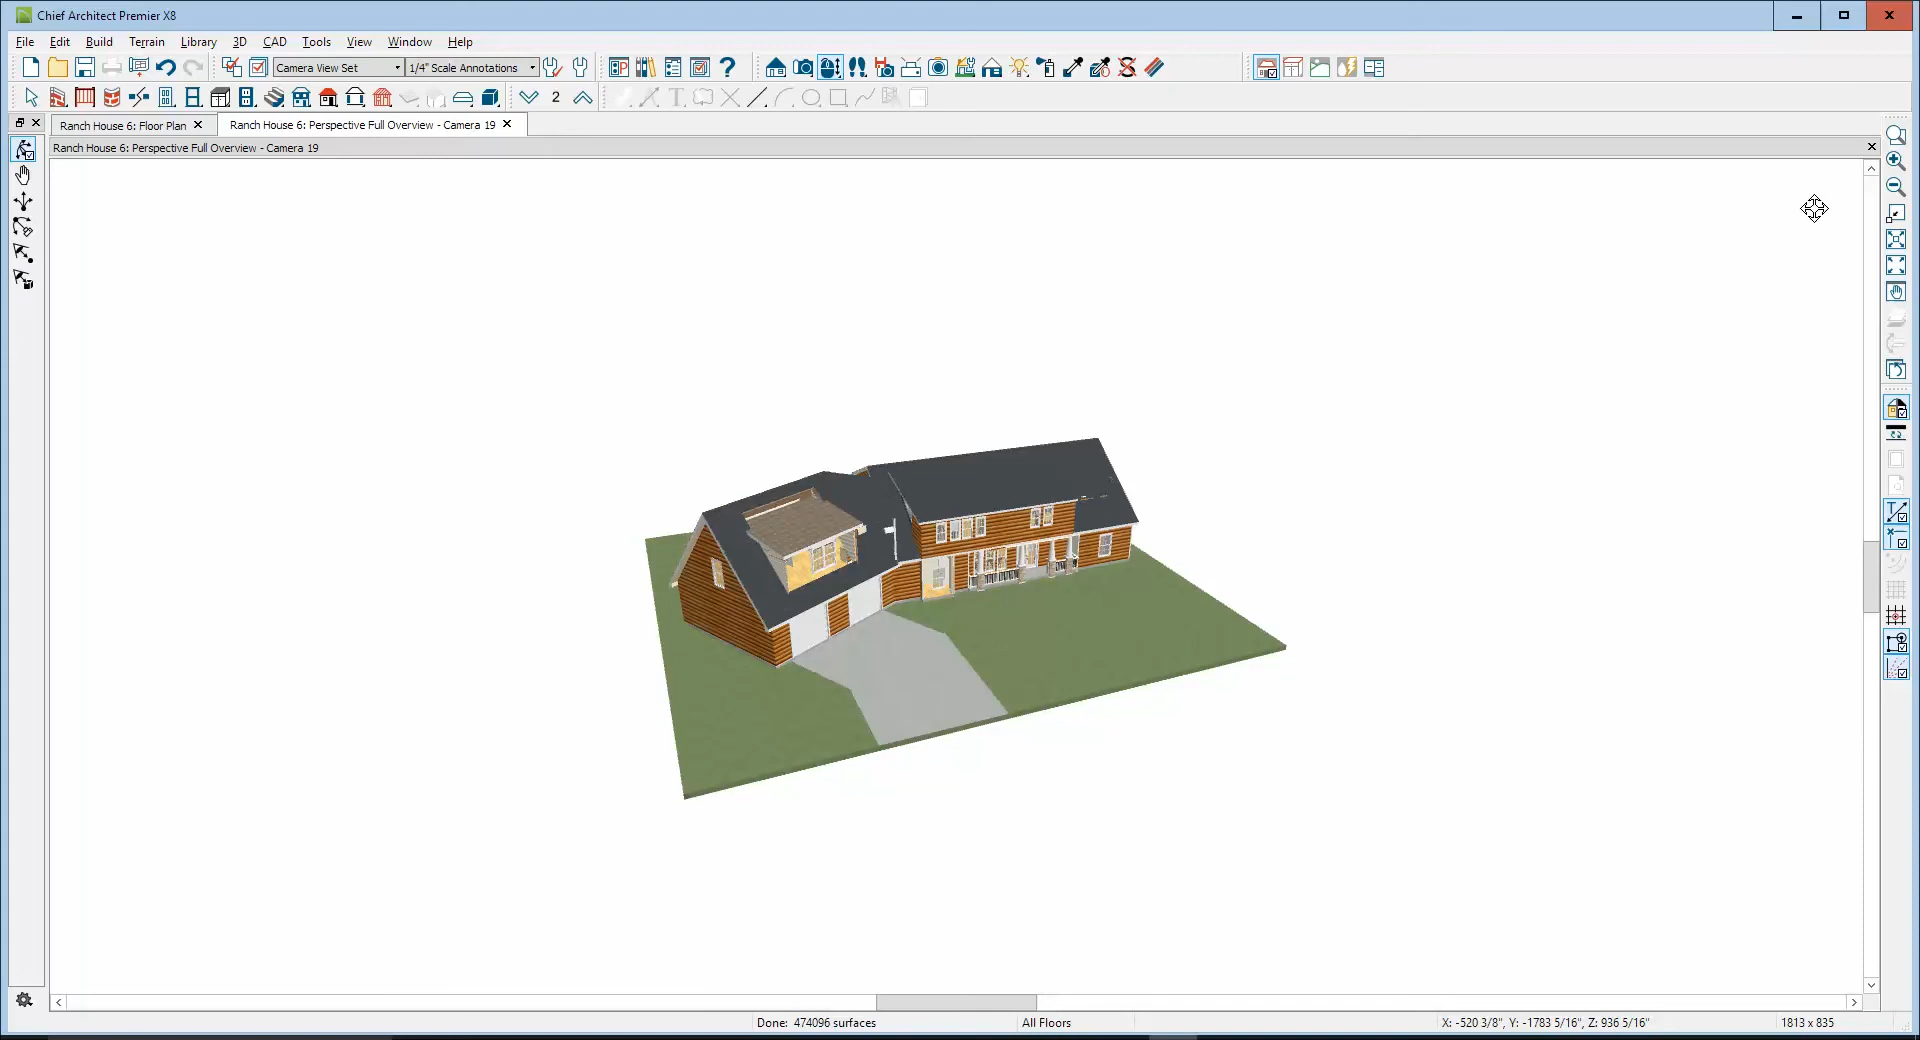 Chief Architect Premier X8
File Edit Build Terrain Library 3D CAD Tools View Window Help
Camera View Set 1/4" Scale Annotations
2
Ranch House 6: Floor Plan Ranch House 6: Perspective Full Overview - Camera 19
Ranch House 6: Perspective Full Overview - Camera 19
Done: 474096 surfaces All Floors X: -520 3/8", Y: -1783 5/16", Z: 936 5/16" 1813 x 835